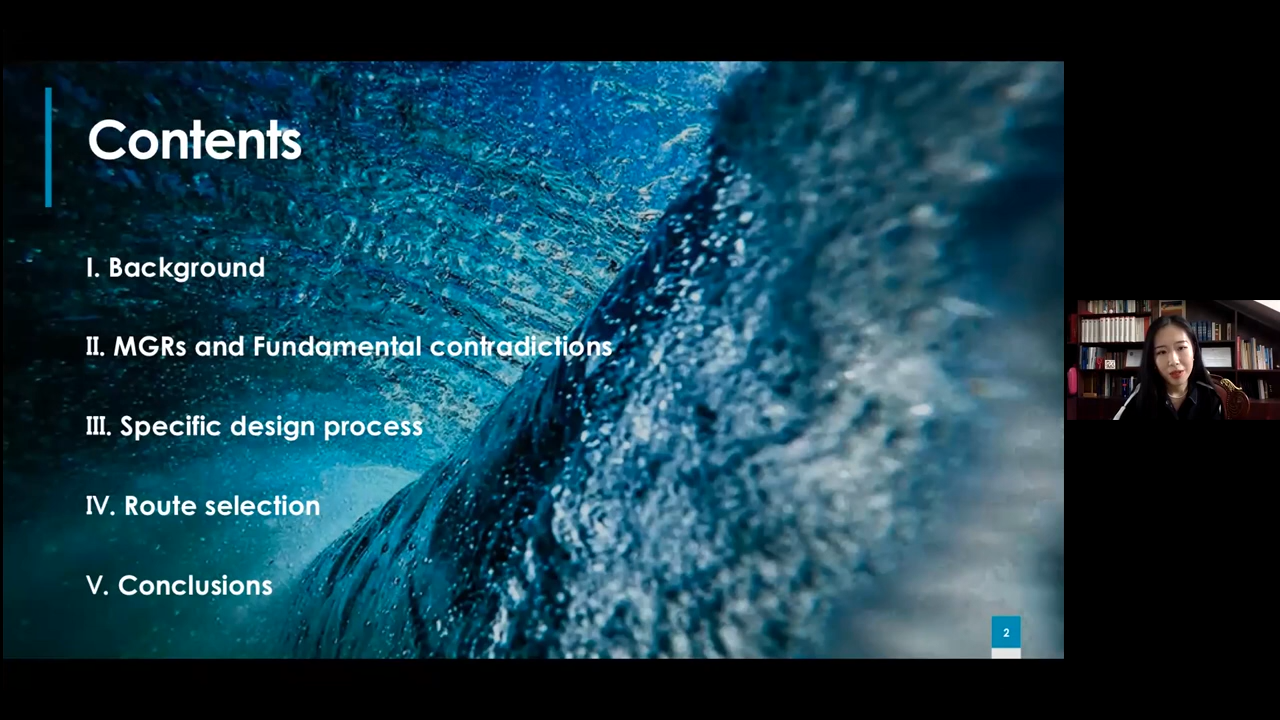 Contents
I. Background
II. MGRs and Fundamental contradictions
III. Specific design process
IV. Route selection
V. Conclusions
2